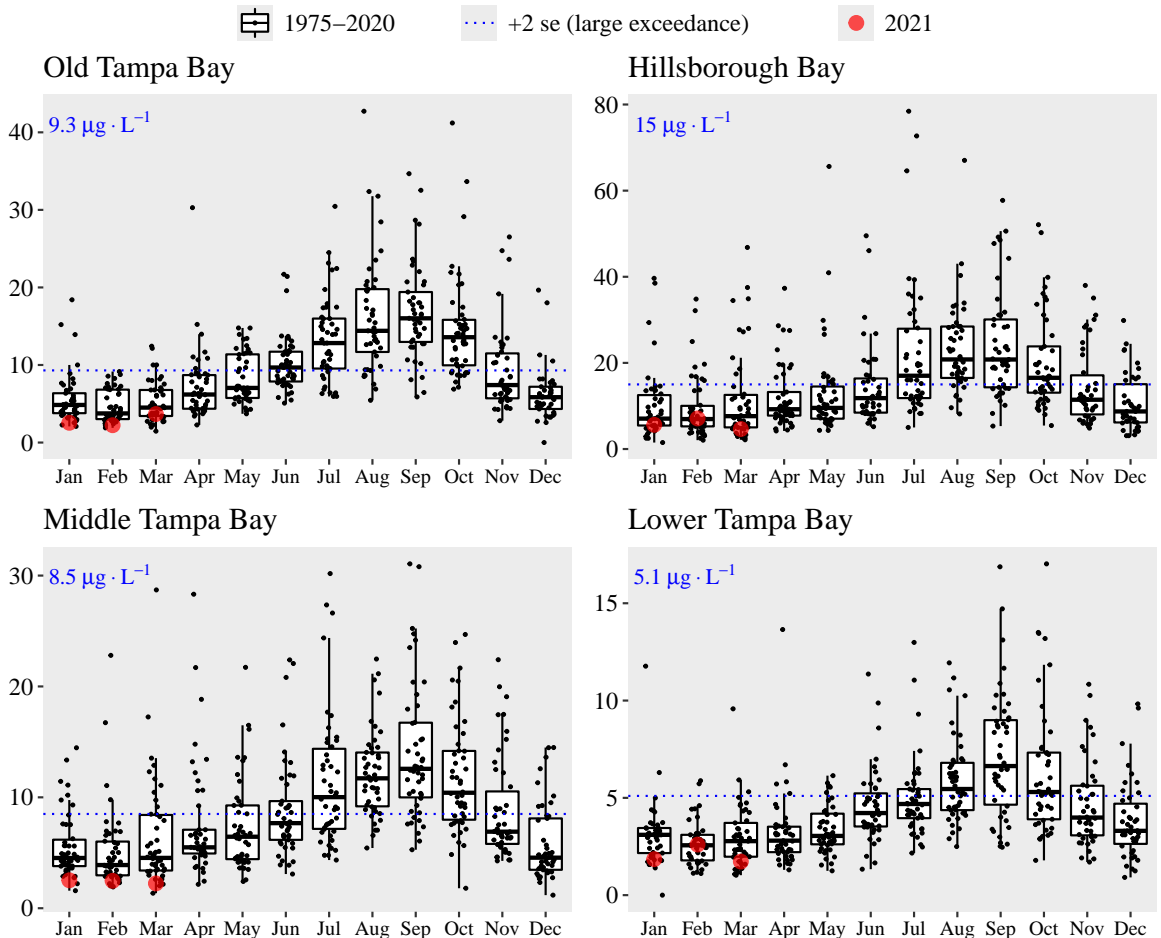 1975–2020 +2 se (large exceedance) 2021
Old Tampa Bay
9.3 µg · L⁻¹
40
30
20
10
0
Jan Feb Mar Apr May Jun Jul Aug Sep Oct Nov Dec
Hillsborough Bay
15 µg · L⁻¹
80
60
40
20
0
Jan Feb Mar Apr May Jun Jul Aug Sep Oct Nov Dec
Middle Tampa Bay
8.5 µg · L⁻¹
30
20
10
0
Jan Feb Mar Apr May Jun Jul Aug Sep Oct Nov Dec
Lower Tampa Bay
5.1 µg · L⁻¹
15
10
5
0
Jan Feb Mar Apr May Jun Jul Aug Sep Oct Nov Dec